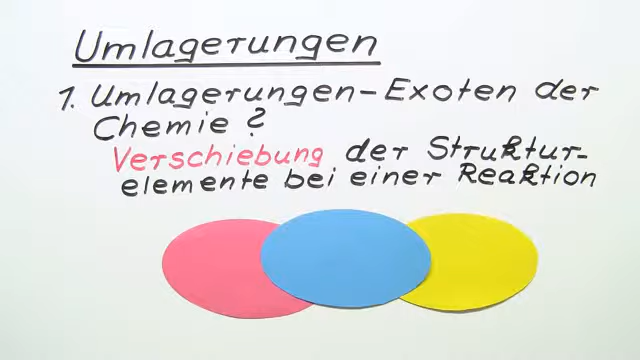 Umlagerungen
1. Umlagerungen - Exoten der
Chemie?
Verschiebung der Struktur-
elemente bei einer Reaktion